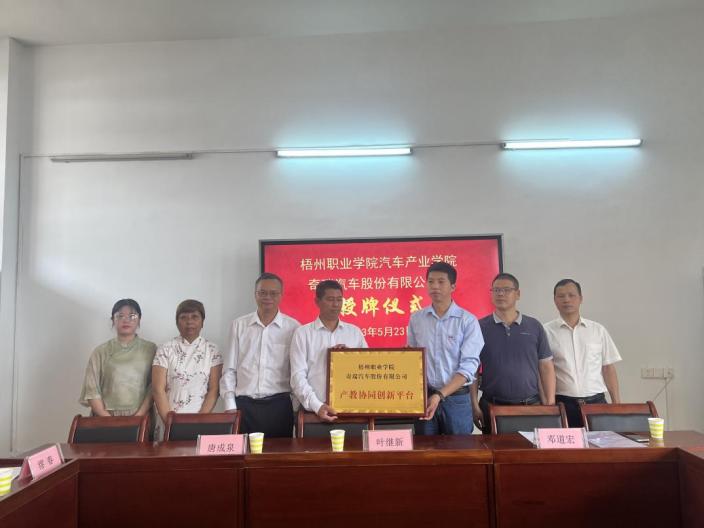 梧州职业学院汽车产业学院
奇瑞汽车股份有限公
授牌仪式
3年5月23
梧州职业学院
奇瑞汽车股份有限公司
产教协同创新平台
春
唐成泉
叶继新
邓道宏